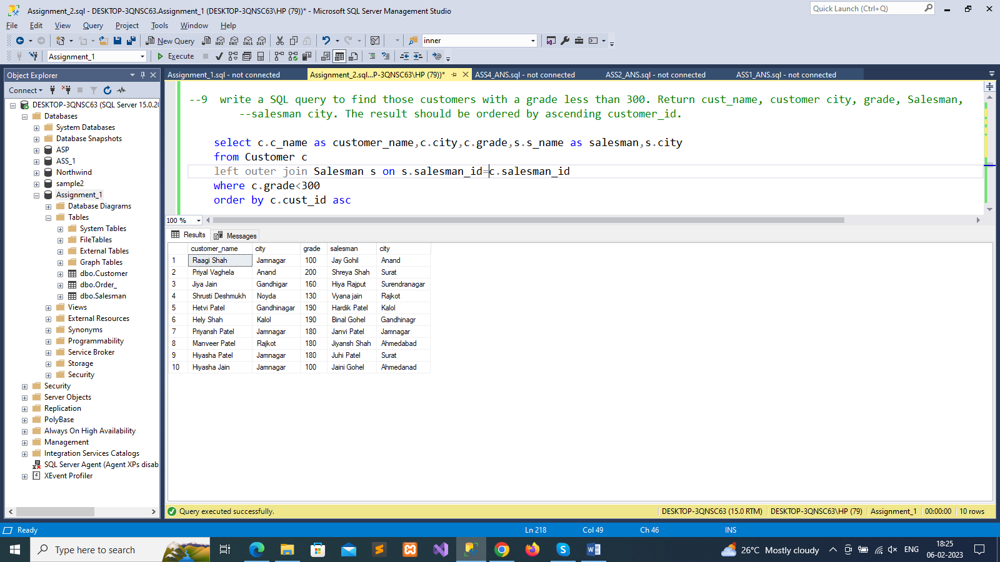 Assignment_2.sql - DESKTOP-3QNSC63.Assignment_1 (DESKTOP-3QNSC63\HP (79))* - Microsoft SQL Server Management Studio
Quick Launch (Ctrl+Q)
File Edit View Query Project Tools Window Help
New Query MDX DMX XMLA DAX inner
Assignment_1 Execute
Object Explorer
Assignment_1.sql - not connected
Assignment_2.sql...P-3QNSC63\HP (79))*
ASS4_ANS.sql - not connected
ASS2_ANS.sql - not connected
ASS1_ANS.sql - not connected
Connect
DESKTOP-3QNSC63 (SQL Server 15.0.20
Databases
System Databases
Database Snapshots
ASP
ASS_1
Northwind
sample2
Assignment_1
Database Diagrams
Tables
System Tables
FileTables
External Tables
Graph Tables
dbo.Customer
dbo.Order_
dbo.Salesman
Views
External Resources
Synonyms
Programmability
Service Broker
Storage
Security
Security
Server Objects
Replication
PolyBase
Always On High Availability
Management
Integration Services Catalogs
SQL Server Agent (Agent XPs disab
XEvent Profiler
--9 write a SQL query to find those customers with a grade less than 300. Return cust_name, customer city, grade, Salesman,
--salesman city. The result should be ordered by ascending customer_id.
select c.c_name as customer_name,c.city,c.grade,s.s_name as salesman,s.city
from Customer c
left outer join Salesman s on s.salesman_id=c.salesman_id
where c.grade<300
order by c.cust_id asc
100 %
Results Messages
customer_name city grade salesman city
1 Raagi Shah Jamnagar 100 Jay Gohil Anand
2 Priyal Vaghela Anand 200 Shreya Shah Surat
3 Jiya Jain Gandhigar 160 Hiya Rajput Surendranagar
4 Shrusti Deshmukh Noyda 130 Vyana jain Rajkot
5 Hetvi Patel Gandhinagar 190 Hardik Patel Kalol
6 Hely Shah Kalol 190 Binal Gohel Gandhinagr
7 Priyansh Patel Jamnagar 180 Janvi Patel Jamnagar
8 Manveer Patel Rajkot 180 Jiyansh Shah Ahmedabad
9 Hiyasha Patel Jamnagar 180 Juhi Patel Surat
10 Hiyasha Jain Jamnagar 100 Jaini Gohel Ahmedanad
Query executed successfully.
DESKTOP-3QNSC63 (15.0 RTM) DESKTOP-3QNSC63\HP (79) Assignment_1 00:00:00 10 rows
Ready Ln 218 Col 49 Ch 46 INS
Type here to search
26°C Mostly cloudy
ENG
18:25
06-02-2023